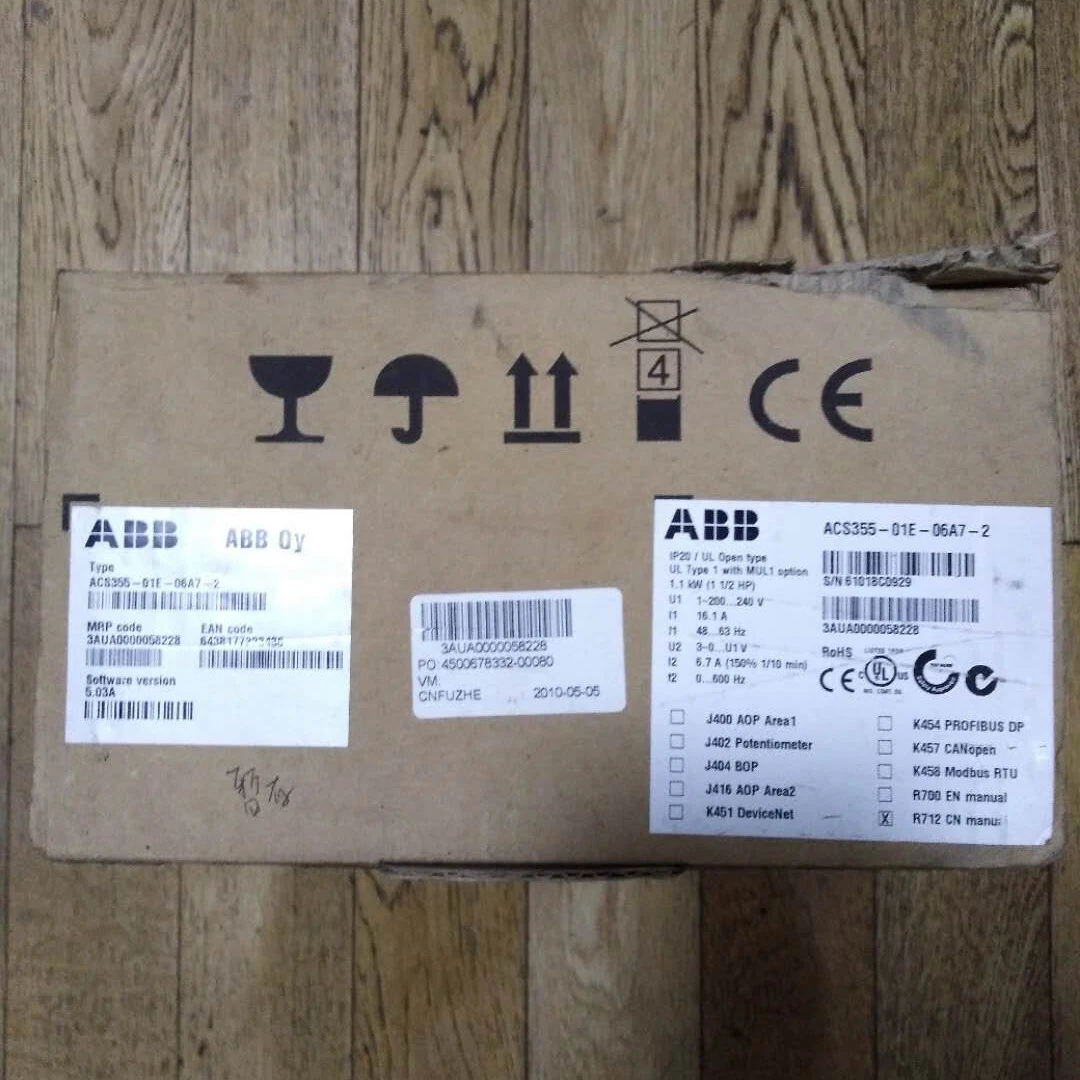 4
CE
ABB ABB Oy
Type
ACS355-01E-06A7-2
MRP code EAN code
3AUA0000058228
Software version
5.03A
3AUA0000058228
PO 4500678332-00080
VM.
CNFUZHE 2010-05-05
ABB ACS355-01E-06A7-2
IP20 / UL Open type
UL Type 1 with MUL1 option
1.1 kW (1 1/2 HP)
S/N 61018C0929
U1 1~200...240 V
I1 16.1 A
f1 48...63 Hz
U2 3~0...U1 V
I2 6.7 A (150% 1/10 min)
f2 0...600 Hz
3AUA0000058228
RoHS
CE c UL us
J400 AOP Area1
J402 Potentiometer
J404 BOP
J416 AOP Area2
K451 DeviceNet
K454 PROFIBUS DP
K457 CANopen
K458 Modbus RTU
R700 EN manual
X R712 CN